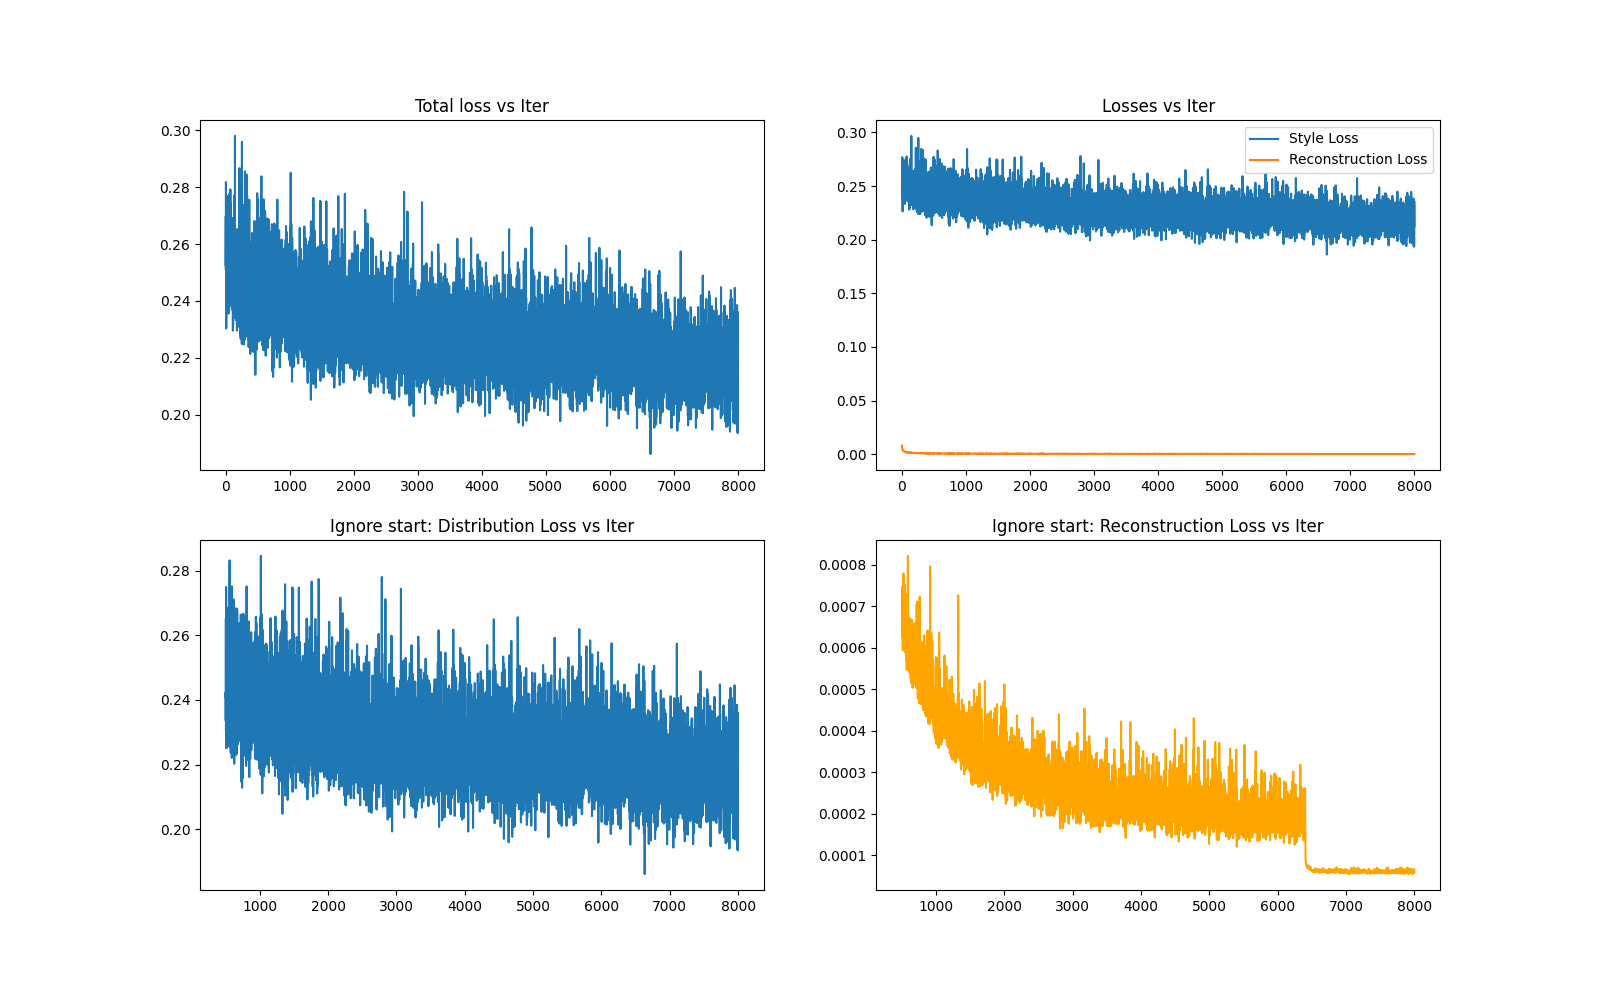 Total loss vs Iter
0.30
0.28
0.26
0.24
0.22
0.20
0 1000 2000 3000 4000 5000 6000 7000 8000
Losses vs Iter
Style Loss
Reconstruction Loss
0.30
0.25
0.20
0.15
0.10
0.05
0.00
0 1000 2000 3000 4000 5000 6000 7000 8000
Ignore start: Distribution Loss vs Iter
0.28
0.26
0.24
0.22
0.20
1000 2000 3000 4000 5000 6000 7000 8000
Ignore start: Reconstruction Loss vs Iter
0.0008
0.0007
0.0006
0.0005
0.0004
0.0003
0.0002
0.0001
1000 2000 3000 4000 5000 6000 7000 8000